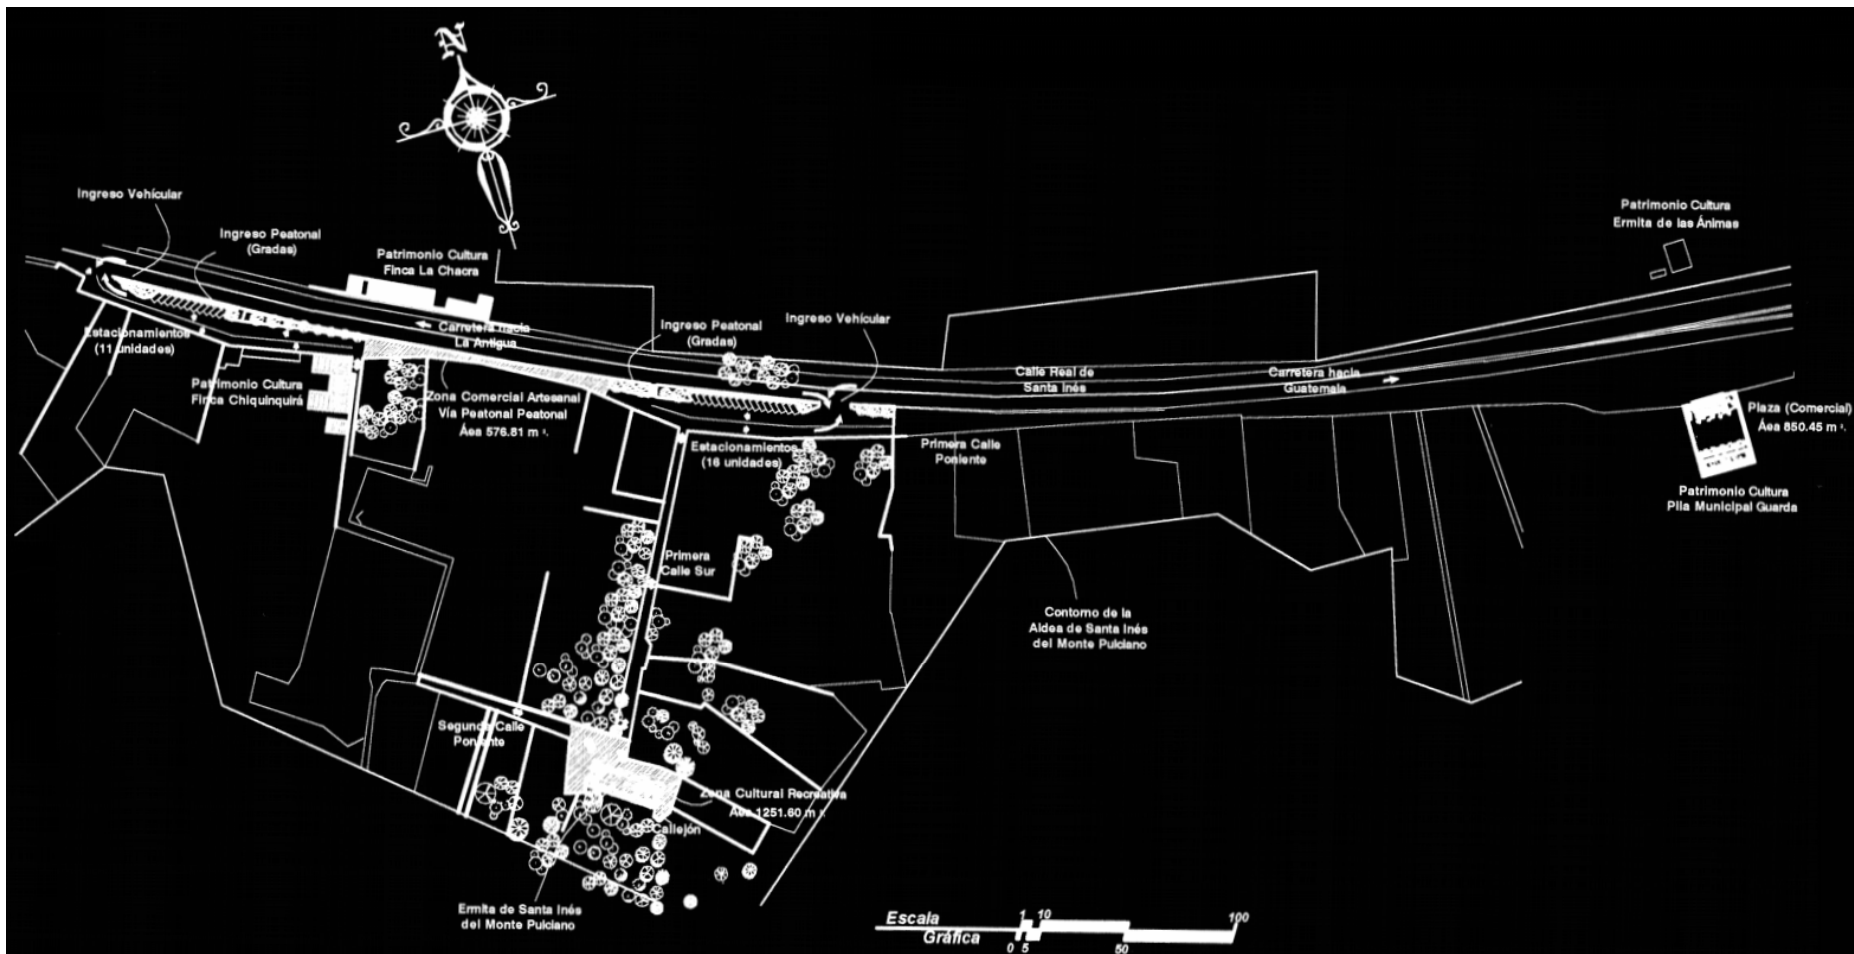 N
Ingreso Vehícular
Ingreso Peatonal
(Gradas)
Patrimonio Cultura
Finca La Chacra
Patrimonio Cultura
Ermita de las Ánimas
Carretera hacia
La Antigua
Ingreso Peatonal
(Gradas)
Ingreso Vehícular
Estacionamientos
(11 unidades)
Patrimonio Cultura
Finca Chiquinquirá
Zona Comercial Artesanal
Vía Peatonal Peatonal
Áea 576.81 m ².
Calle Real de
Santa Inés
Carretera hacia
Guatemala
Plaza (Comercial)
Áea 850.45 m ².
Estacionamientos
(16 unidades)
Primera Calle
Poniente
Patrimonio Cultura
Pila Municipal Guarda
Primera
Calle Sur
Contorno de la
Aldea de Santa Inés
del Monte Pulciano
Segunda Calle
Poniente
Zona Cultural Recreativa
Áea 1251.60 m ².
Callejón
Ermita de Santa Inés
del Monte Pulciano
Escala
Gráfica
1 10 100
0 5 50